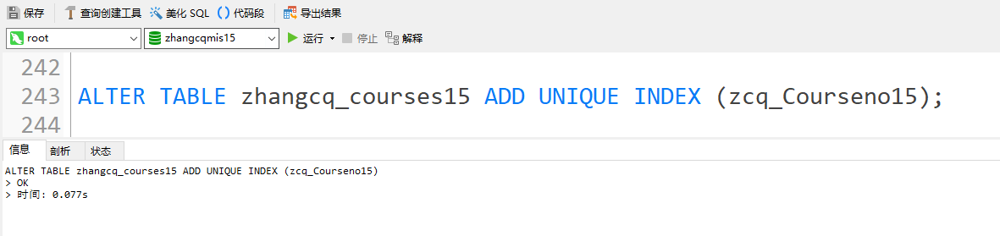 保存 查询创建工具 美化 SQL () 代码段 导出结果
root zhangcqmis15 运行 停止 解释
242
243 ALTER TABLE zhangcq_courses15 ADD UNIQUE INDEX (zcq_Courseno15);
244
信息 剖析 状态
ALTER TABLE zhangcq_courses15 ADD UNIQUE INDEX (zcq_Courseno15)
> OK
> 时间: 0.077s